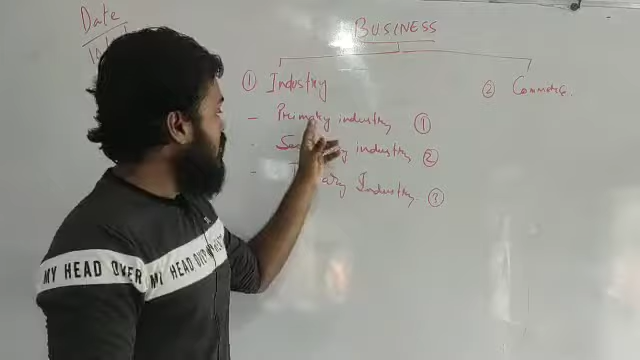 Date
BUSINESS
① Industry
② Commerce.
- Primary industry ①
- industry ②
- Industry. ③
MY HEAD OVER MY HEAD OVER